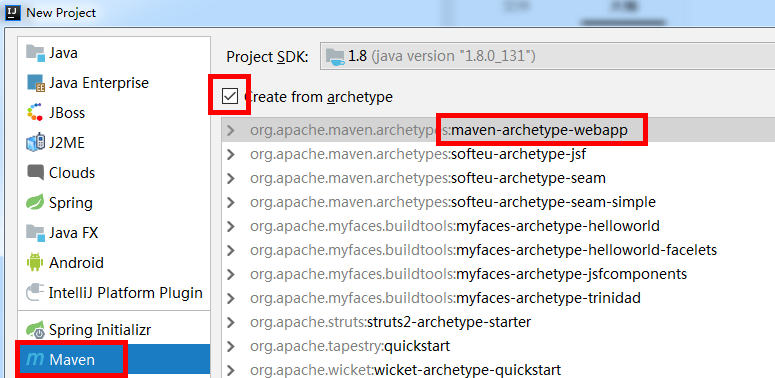 New Project
Java
Java Enterprise
JBoss
J2ME
Clouds
Spring
Java FX
Android
IntelliJ Platform Plugin
Spring Initializr
Maven
Project SDK: 1.8 (java version "1.8.0_131")
Create from archetype
org.apache.maven.archetypes:maven-archetype-webapp
org.apache.maven.archetypes:softeu-archetype-jsf
org.apache.maven.archetypes:softeu-archetype-seam
org.apache.maven.archetypes:softeu-archetype-seam-simple
org.apache.myfaces.buildtools:myfaces-archetype-helloworld
org.apache.myfaces.buildtools:myfaces-archetype-helloworld-facelets
org.apache.myfaces.buildtools:myfaces-archetype-jsfcomponents
org.apache.myfaces.buildtools:myfaces-archetype-trinidad
org.apache.struts:struts2-archetype-starter
org.apache.tapestry:quickstart
org.apache.wicket:wicket-archetype-quickstart